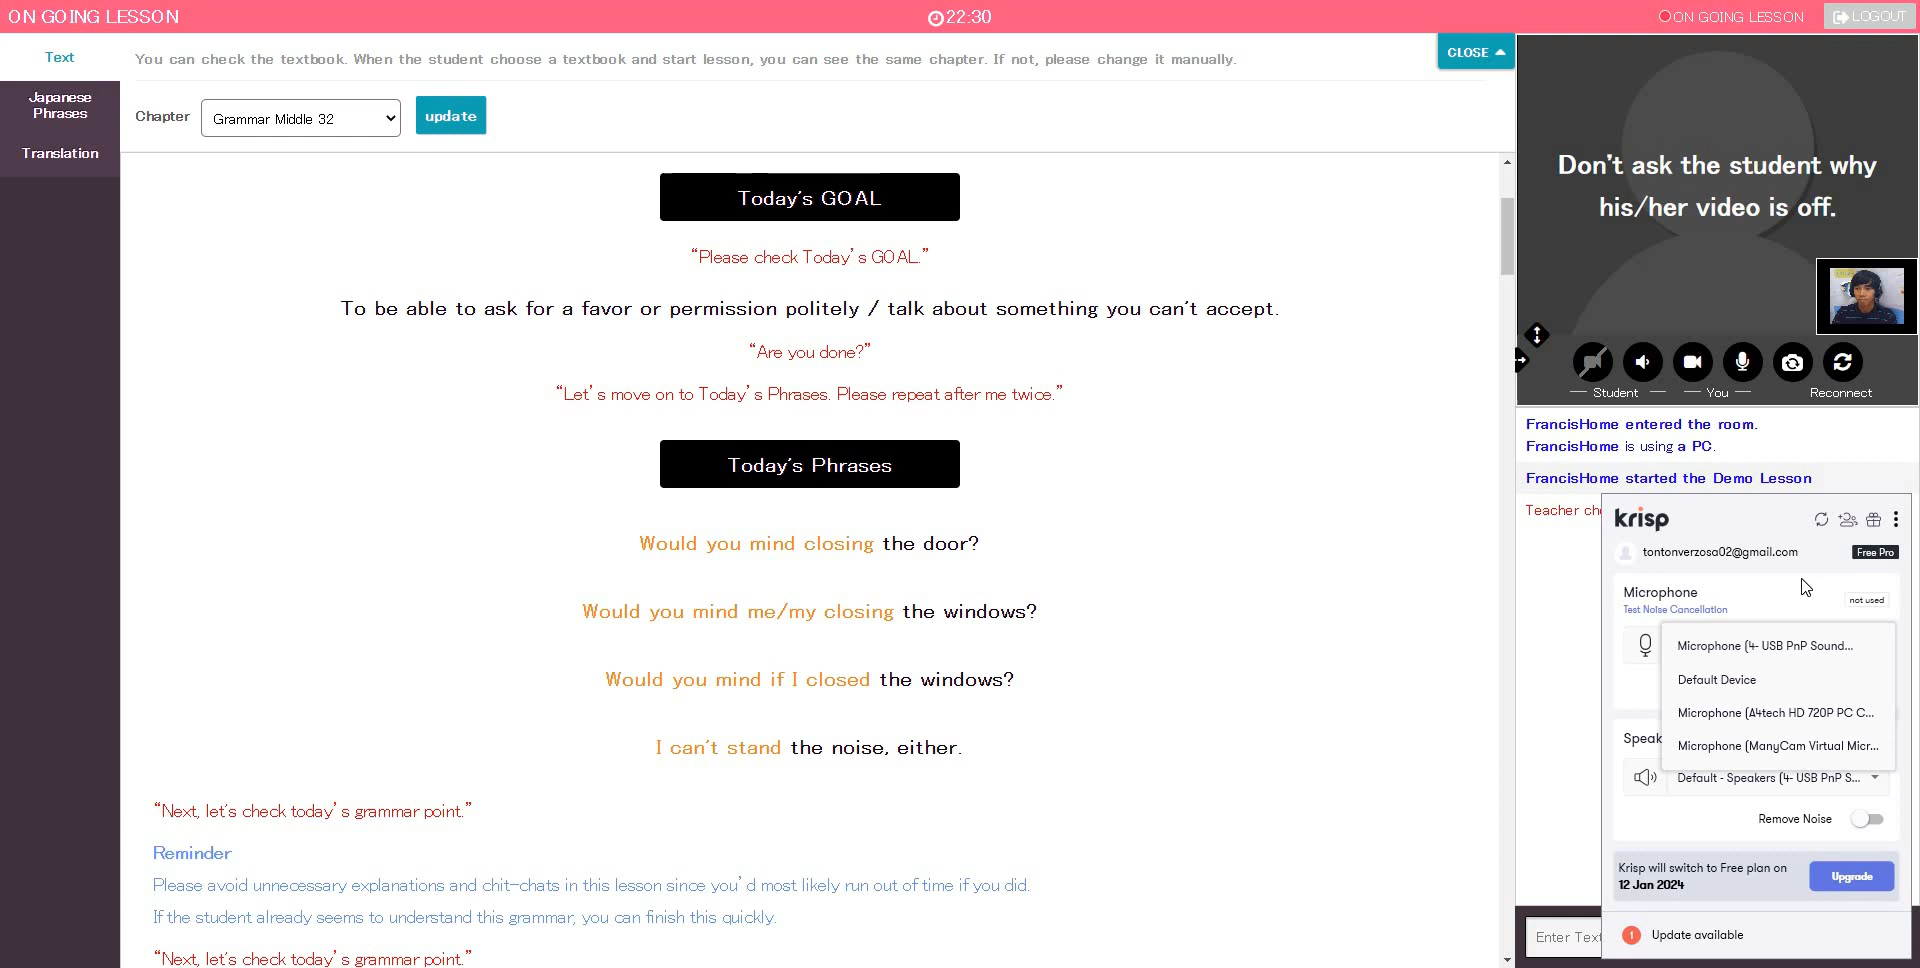 ON GOING LESSON
22:30
ON GOING LESSON
LOGOUT
Text
Japanese
Phrases
Translation
You can check the textbook. When the student choose a textbook and start lesson, you can see the same chapter. If not, please change it manually.
CLOSE
Chapter
Grammar Middle 32
update
Today's GOAL
“Please check Today’s GOAL.”
To be able to ask for a favor or permission politely / talk about something you can't accept.
“Are you done?”
“Let’s move on to Today’s Phrases. Please repeat after me twice.”
Today's Phrases
Would you mind closing the door?
Would you mind me/my closing the windows?
Would you mind if I closed the windows?
I can't stand the noise, either.
“Next, let's check today’s grammar point.”
Reminder
Please avoid unnecessary explanations and chit-chats in this lesson since you’d most likely run out of time if you did.
If the student already seems to understand this grammar, you can finish this quickly.
“Next, let's check today’s grammar point.”
Don't ask the student why
his/her video is off.
Student
You
Reconnect
FrancisHome entered the room.
FrancisHome is using a PC.
FrancisHome started the Demo Lesson
Teacher
krisp
tontonverzosa02@gmail.com
Free Pro
Microphone
not used
Test Noise Cancellation
Microphone (4- USB PnP Sound...
Default Device
Microphone (A4tech HD 720P PC C...
Microphone (ManyCam Virtual Micr...
Speak
Default - Speakers (4- USB PnP S...
Remove Noise
Krisp will switch to Free plan on
12 Jan 2024
Upgrade
1
Update available
Enter Text